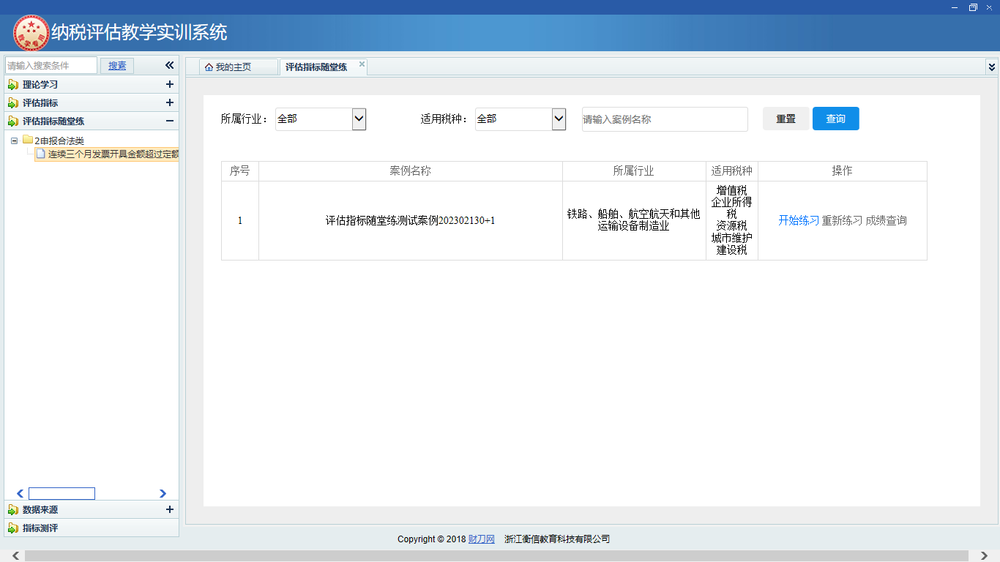 纳税评估教学实训系统
请输入搜索条件
搜素
理论学习
评估指标
评估指标随堂练
2申报合法类
连续三个月发票开具金额超过定额
数据来源
指标测评
我的主页
评估指标随堂练
所属行业： 全部 适用税种： 全部 请输入案例名称 重置 查询
序号 案例名称 所属行业 适用税种 操作
1
评估指标随堂练测试案例202302130+1
铁路、船舶、航空航天和其他
运输设备制造业
增值税
企业所得
税
资源税
城市维护
建设税
开始练习 重新练习 成绩查询
Copyright © 2018 财刀网 浙江衡信教育科技有限公司